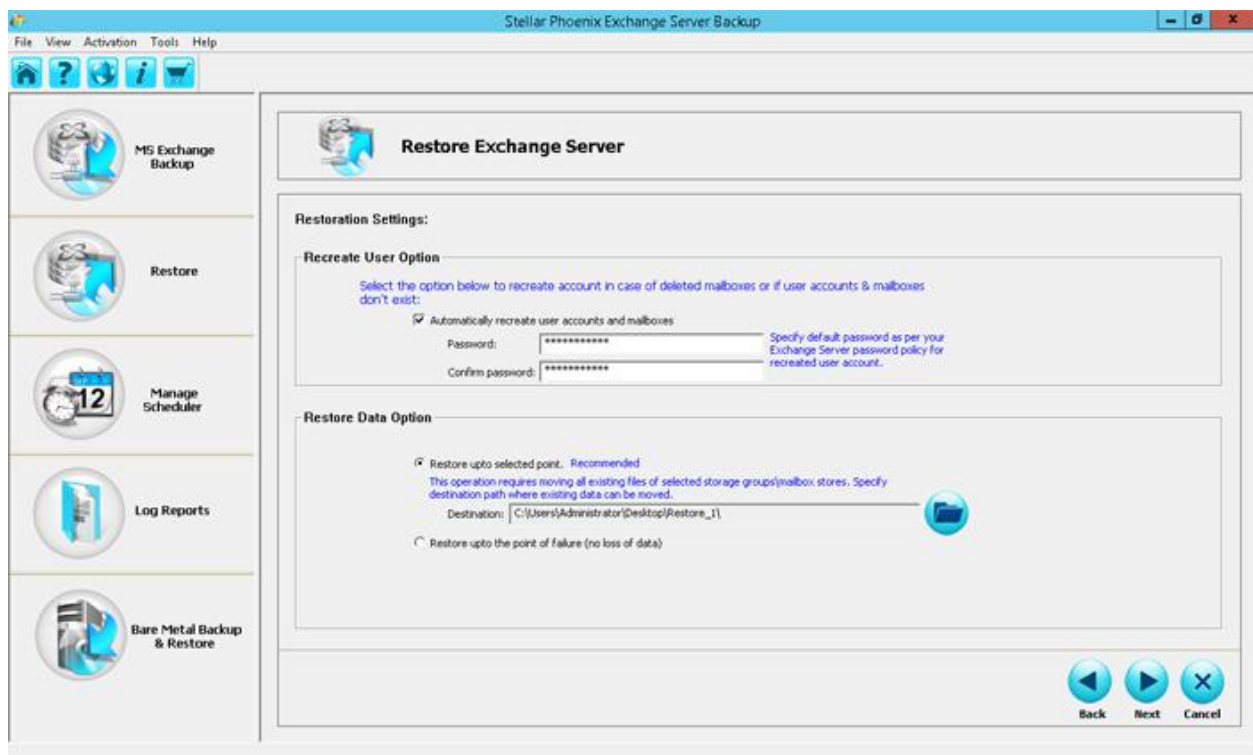 Stellar Phoenix Exchange Server Backup
File View Activation Tools Help
MS Exchange
Backup
Restore
12
Manage
Scheduler
Log Reports
Bare Metal Backup
& Restore
Restore Exchange Server
Restoration Settings:
Recreate User Option
Select the option below to recreate account in case of deleted mailboxes or if user accounts & mailboxes
don't exist:
Automatically recreate user accounts and mailboxes
Password: ***********
Confirm password: ***********
Specify default password as per your
Exchange Server password policy for
recreated user account.
Restore Data Option
Restore upto selected point. Recommended
This operation requires moving all existing files of selected storage groups\mailbox stores. Specify
destination path where existing data can be moved.
Destination: C:\Users\Administrator\Desktop\Restore_1\
Restore upto the point of failure (no loss of data)
Back Next Cancel